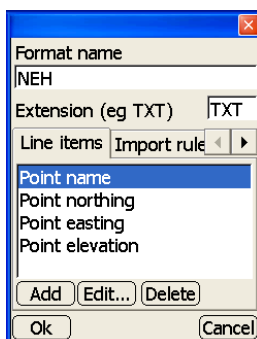 Format name
NEH
Extension (eg TXT) TXT
Line items Import rule
Point name
Point northing
Point easting
Point elevation
Add Edit... Delete
Ok Cancel